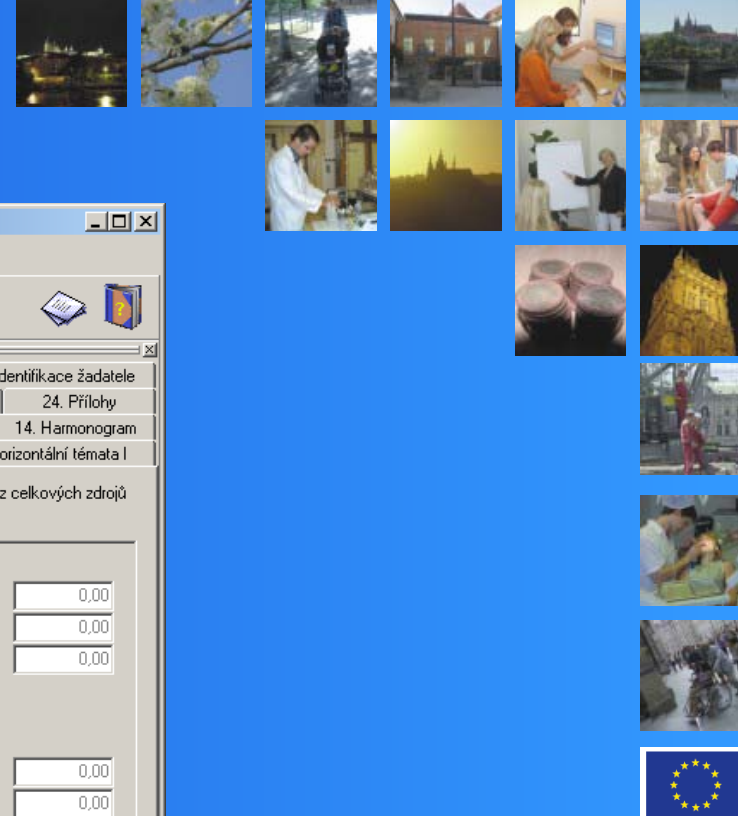 dentifikace žadatele
24. Přílohy
14. Harmonogram
orizontální témata I
z celkových zdrojů
0,00
0,00
0,00
0,00
0,00